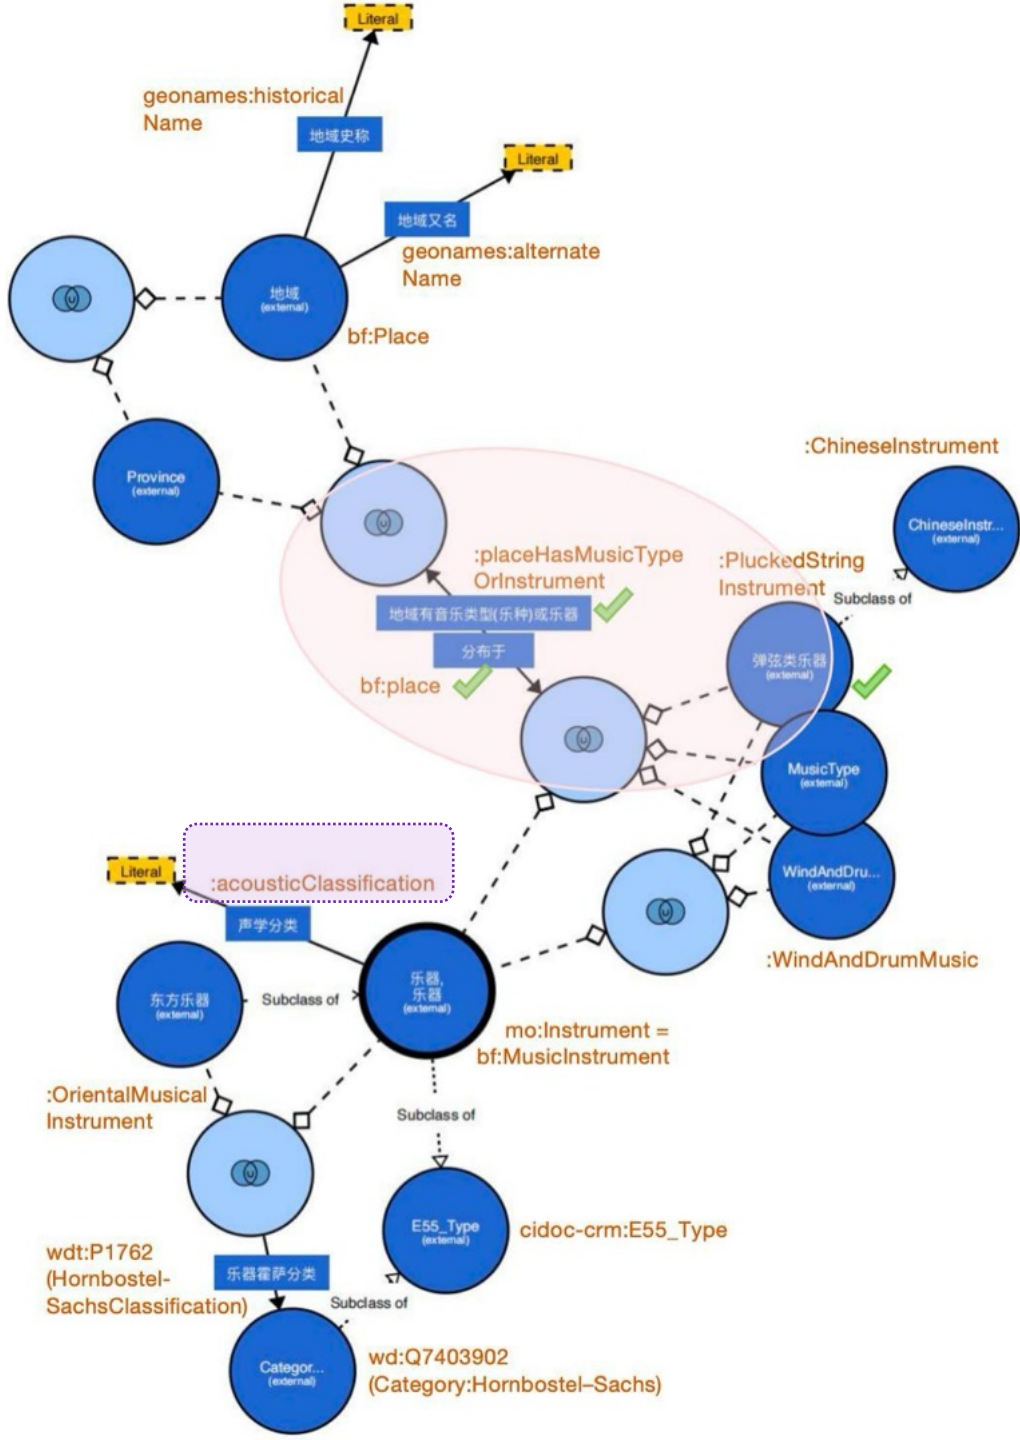 Literal
geonames:historical
Name
地域史称
Literal
地域又名
geonames:alternate
Name
地域
(external)
bf:Place
Province
(external)
:ChineseInstrument
ChineseInstr...
(external)
:placeHasMusicType
OrInstrument
:PluckedString
Instrument
Subclass of
地域有音乐类型(乐种)或乐器
分布于
bf:place
弹弦类乐器
(external)
MusicType
(external)
Literal
:acousticClassification
声学分类
WindAndDru...
(external)
:WindAndDrumMusic
东方乐器
(external)
Subclass of
乐器,
乐器
(external)
mo:Instrument =
bf:MusicInstrument
:OrientalMusical
Instrument
Subclass of
E55_Type
(external)
cidoc-crm:E55_Type
wdt:P1762
(Hornbostel-
SachsClassification)
乐器霍萨分类
Subclass of
Categor...
(external)
wd:Q7403902
(Category:Hornbostel–Sachs)